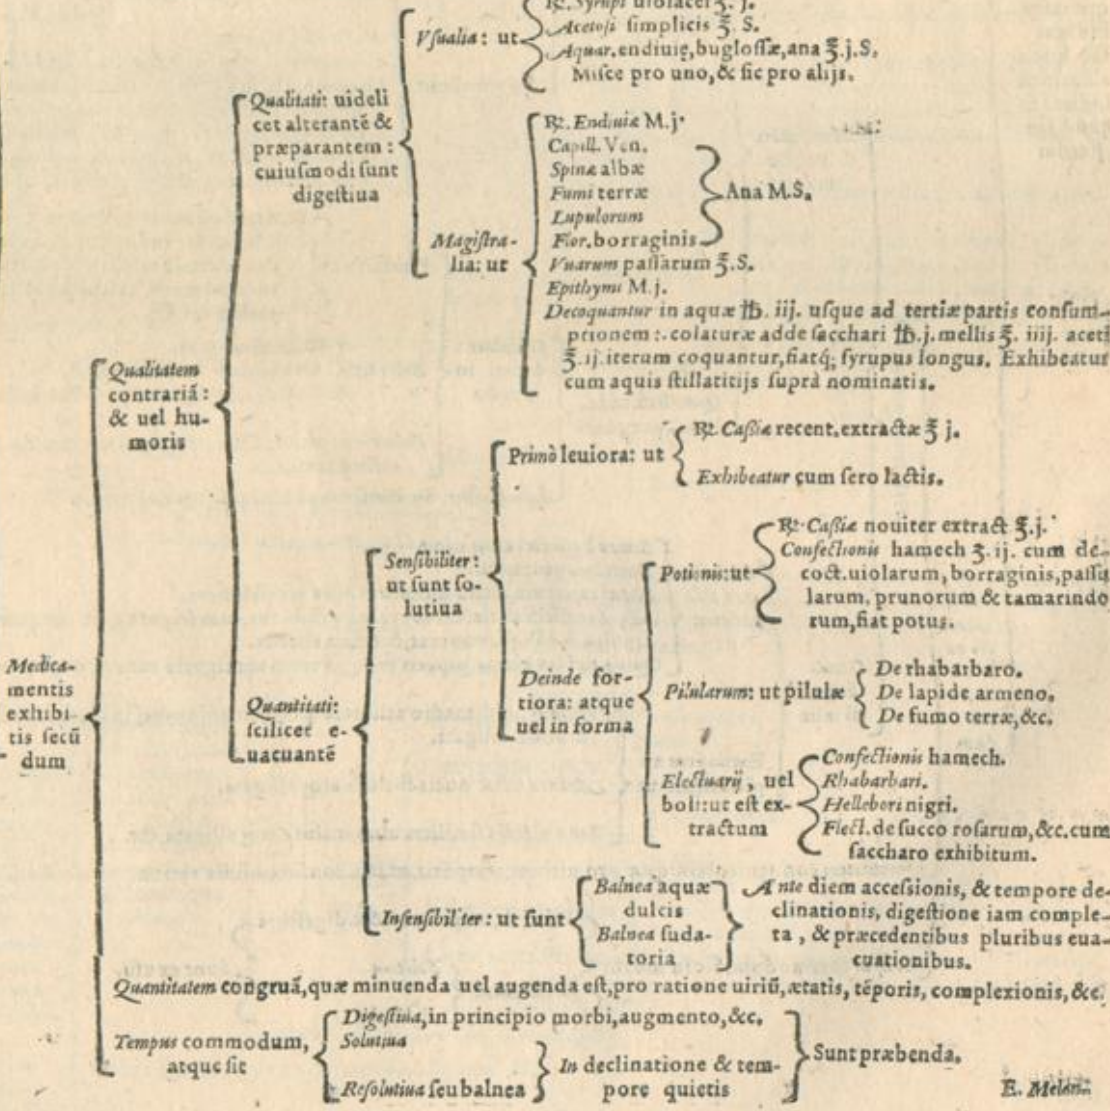 ℞. Syrupi uiolacei ℥. j.
Acetosi simplicis ℥. S.
Vsualia: ut
Aquar. endiuię, buglossæ, ana ℥.j.S.
Misce pro uno, & sic pro alijs.
Qualitati: uideli
cet alterantē &
præparantem:
cuiusmodi sunt
digestiua
℞. Endiuiæ M.j.
Capill. Ven.
Spinæ albæ
Fumi terræ
Lupulorum
Flor. borraginis
Ana M.S.
Magistra-
lia: ut
Vuarum passarum ℥.S.
Epithymi M.j.
Decoquantur in aquæ ℔. iij. usque ad tertiæ partis consum-
ptionem: colaturæ adde sacchari ℔.j. mellis ℥. iiij. aceti
℥.ij. iterum coquantur, fiatq́; syrupus longus. Exhibeatur
cum aquis stillatitijs suprà nominatis.
Qualitatem
contrariā:
& uel hu-
moris
Primò leuiora: ut
℞. Cassiæ recent. extractæ ℥ j.
Exhibeatur cum sero lactis.
Sensibiliter:
ut sunt so-
lutiua
Potionis: ut
℞. Cassiæ nouiter extract ℥.j.
Confectionis hamech ʒ. ij. cum de-
coct. uiolarum, borraginis, passu
larum, prunorum & tamarindo
rum, fiat potus.
Medica-
mentis
exhibi
tis secū
dum
Quantitati:
scilicet e-
uacuantē
Deinde for-
tiora: atque
uel in forma
Pilularum: ut pilulæ
De rhabarbaro.
De lapide armeno.
De fumo terræ, &c.
Electuarij, uel
boli: ut est ex-
tractum
Confectionis hamech.
Rhabarbari.
Hellebori nigri.
Elect. de succo rosarum, &c. cum
saccharo exhibitum.
Insensibiliter: ut sunt
Balnea aquæ
dulcis
Balnea suda-
toria
Ante diem accessionis, & tempore de-
clinationis, digestione iam comple-
ta, & præcedentibus pluribus eua-
cuationibus.
Quantitatem congruā, quæ minuenda uel augenda est, pro ratione uiriū, ætatis, tēporis, complexionis, &c.
Tempus commodum,
atque sit
Digestiua, in principio morbi, augmento, &c.
Solutiua
Resolutiua seu balnea
In declinatione & tem-
pore quietis
Sunt præbenda.
E.